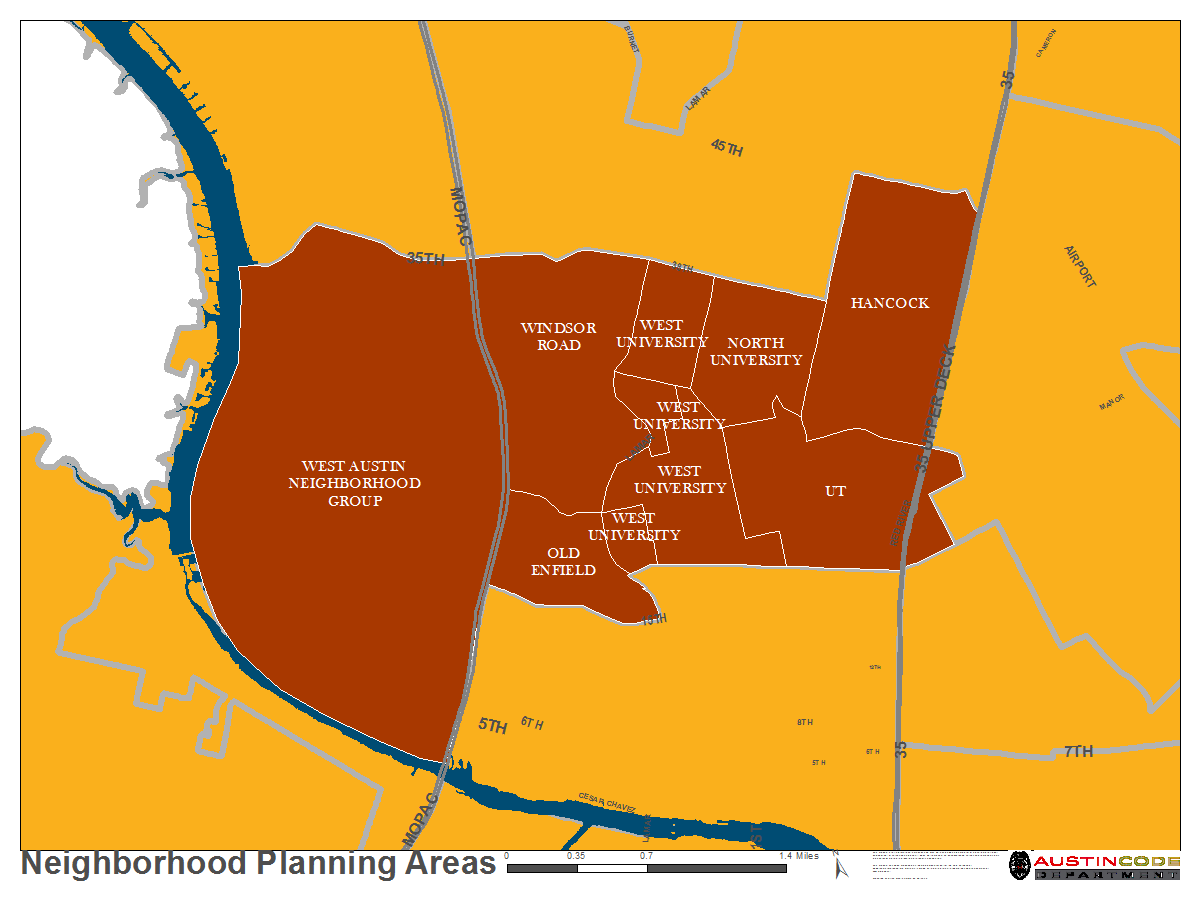 BURNET
CAMERON
35
LAMAR
45TH
MOPAC
35TH
38TH
AIRPORT
HANCOCK
WINDSOR
ROAD
WEST
UNIVERSITY
NORTH
UNIVERSITY
35 UPPER DECK
MANOR
WEST
UNIVERSITY
WEST AUSTIN
NEIGHBORHOOD
GROUP
WEST
UNIVERSITY
UT
WEST
UNIVERSITY
OLD
ENFIELD
15TH
12TH
5TH
6TH
8TH
6TH
5TH
35
7TH
CESAR CHAVEZ
MOPAC
LAMAR
1ST
Neighborhood Planning Areas
0 0.35 0.7 1.4 Miles
AUSTINCODE
DEPARTMENT